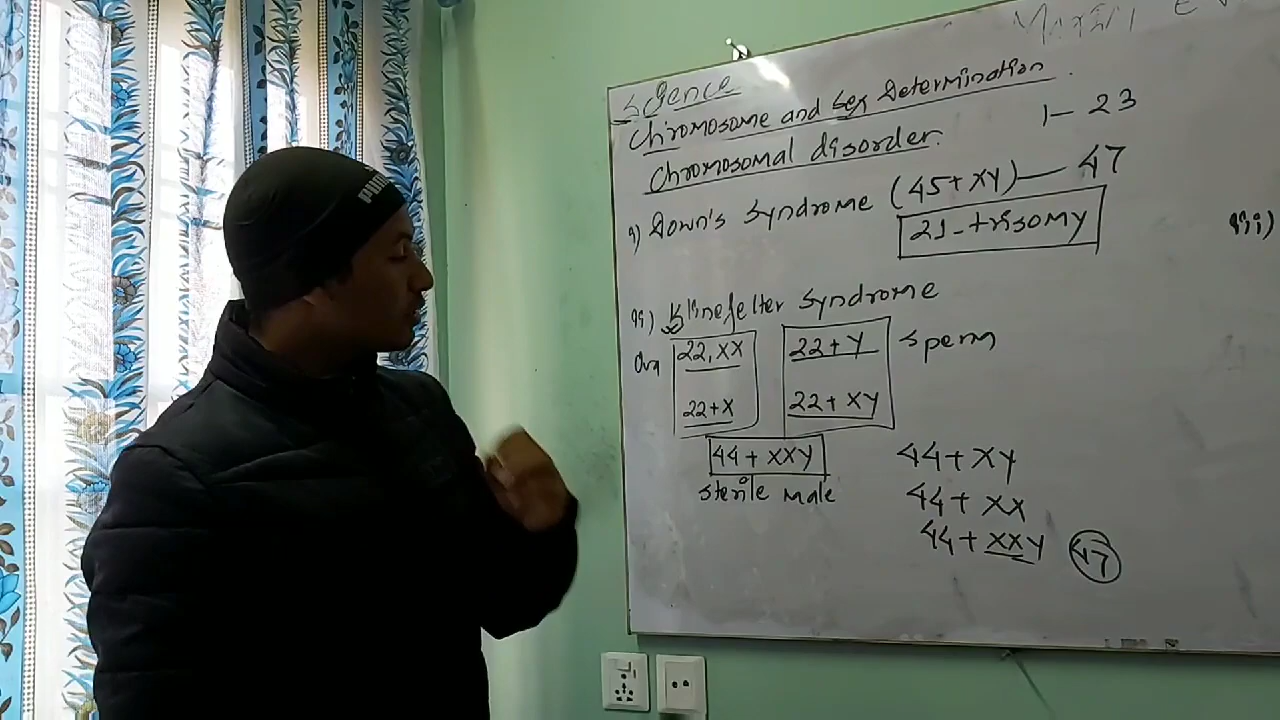 Science
Chromosome and Sex Determination
Chromosomal disorder.
1 - 23
i) Down's Syndrome (45+XY) — 47
21-trisomy
iii)
ii) Klinefelter Syndrome
Ova 22,XX 22+Y Sperm
22+X 22+XY
44+XXY
Sterile Male
44+XY
44+XX
44+XXY 47
PUMA